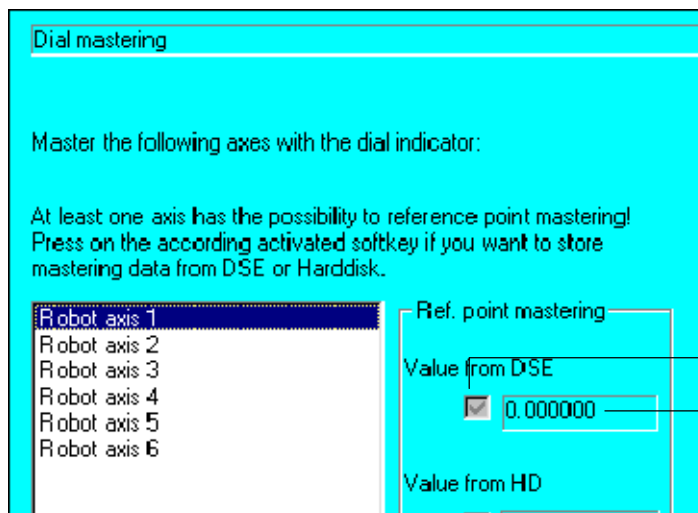 Dial mastering
Master the following axes with the dial indicator:
At least one axis has the possibility to reference point mastering!
Press on the according activated softkey if you want to store
mastering data from DSE or Harddisk.
Robot axis 1
Robot axis 2
Robot axis 3
Robot axis 4
Robot axis 5
Robot axis 6
Ref. point mastering
Value from DSE
0.000000
Value from HD